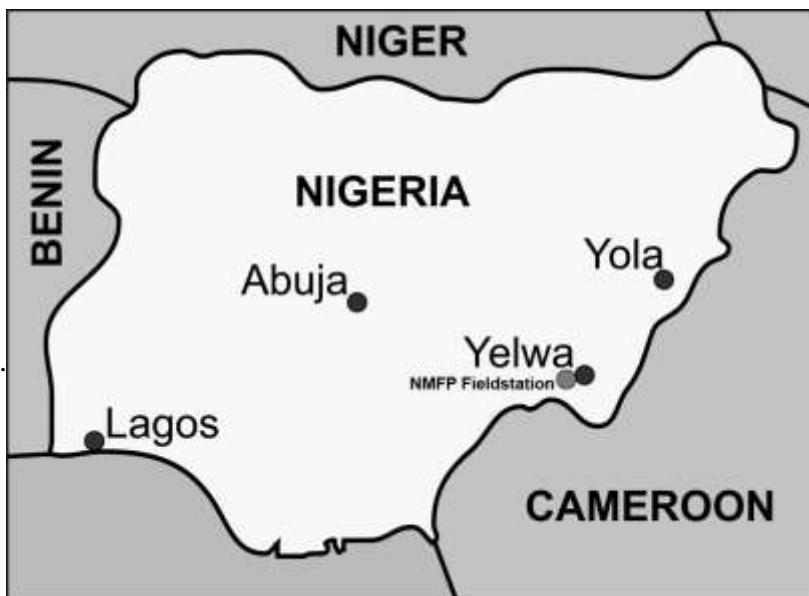 NIGER
BENIN
NIGERIA
Yola
Abuja
Yelwa
NMFP Fieldstation
Lagos
CAMEROON